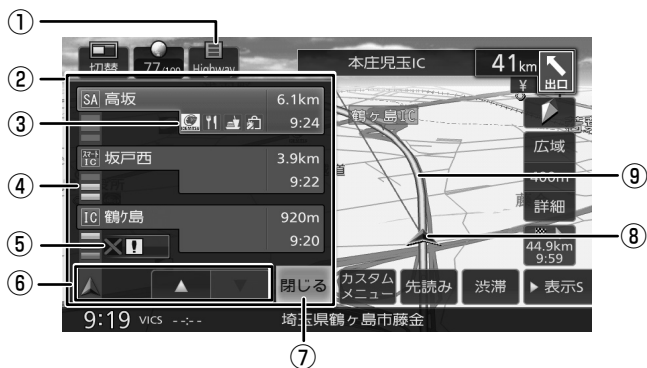 ①
切替
77/100
Highway
本庄児玉IC
41km
出口
¥
②
SA 高坂
6.1km
③
9:24
鶴ヶ島IC
広域
スマート IC 坂戸西
3.9km
④
9:22
400m
⑨
詳細
IC 鶴ヶ島
920m
⑤
9:20
⑧
44.9km
9:59
⑥
閉じる
カスタム
メニュー
先読み
渋滞
▶ 表示S
9:19 VICS --:--
埼玉県鶴ヶ島市藤金
⑦